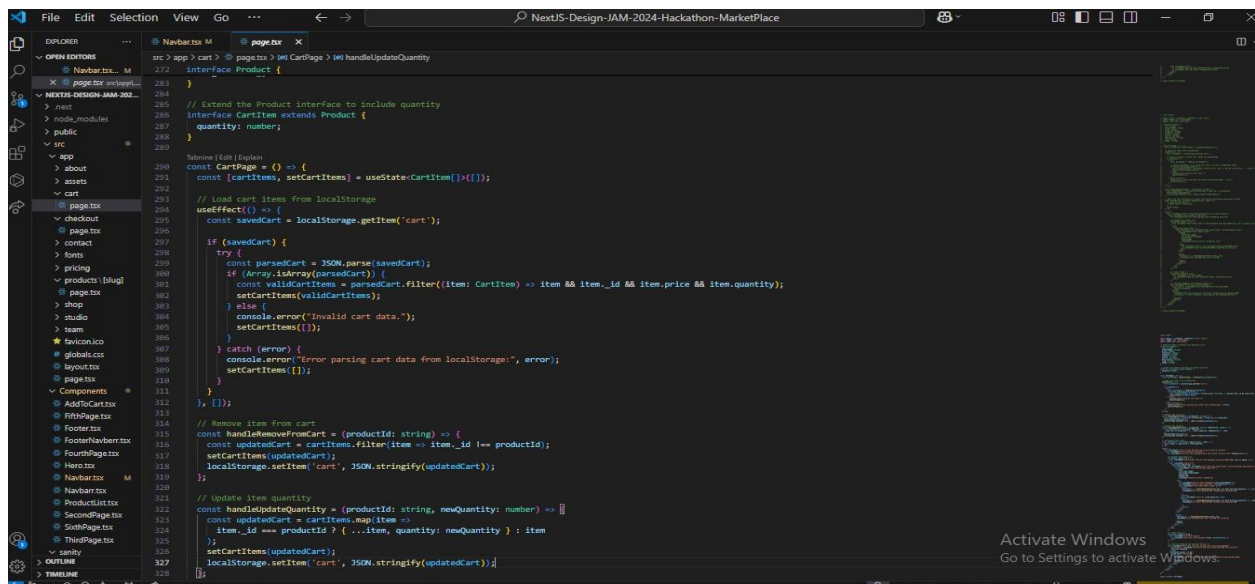 File Edit Selection View Go ··· ← → NextJS-Design-JAM-2024-Hackathon-MarketPlace
EXPLORER ···
OPEN EDITORS
Navbar.tsx... M
× page.tsx src\app\...
NEXTJS-DESIGN-JAM-202...
> .next
> node_modules
> public
src
app
> about
> assets
cart
page.tsx
checkout
page.tsx
> contact
> fonts
> pricing
products \ [slug]
page.tsx
> shop
> studio
> team
favicon.ico
globals.css
layout.tsx
page.tsx
Components
AddToCart.tsx
FifthPage.tsx
Footer.tsx
FooterNavberr.tsx
FourthPage.tsx
Hero.tsx
Navbar.tsx M
Navbarr.tsx
ProductList.tsx
SecondPage.tsx
SixthPage.tsx
ThirdPage.tsx
sanity
> OUTLINE
> TIMELINE
Navbar.tsx M page.tsx ×
src > app > cart > page.tsx > CartPage > handleUpdateQuantity
272 interface Product {
283 }
284
285 // Extend the Product interface to include quantity
286 interface CartItem extends Product {
287 quantity: number;
288 }
289
Tabnine | Edit | Explain
290 const CartPage = () => {
291 const [cartItems, setCartItems] = useState<CartItem[]>([]);
292
293 // Load cart items from localStorage
294 useEffect(() => {
295 const savedCart = localStorage.getItem('cart');
296
297 if (savedCart) {
298 try {
299 const parsedCart = JSON.parse(savedCart);
300 if (Array.isArray(parsedCart)) {
301 const validCartItems = parsedCart.filter((item: CartItem) => item && item._id && item.price && item.quantity);
302 setCartItems(validCartItems);
303 } else {
304 console.error("Invalid cart data.");
305 setCartItems([]);
306 }
307 } catch (error) {
308 console.error("Error parsing cart data from localStorage:", error);
309 setCartItems([]);
310 }
311 }
312 }, []);
313
314 // Remove item from cart
315 const handleRemoveFromCart = (productId: string) => {
316 const updatedCart = cartItems.filter(item => item._id !== productId);
317 setCartItems(updatedCart);
318 localStorage.setItem('cart', JSON.stringify(updatedCart));
319 };
320
321 // Update item quantity
322 const handleUpdateQuantity = (productId: string, newQuantity: number) => {
323 const updatedCart = cartItems.map(item =>
324 item._id === productId ? { ...item, quantity: newQuantity } : item
325 );
326 setCartItems(updatedCart);
327 localStorage.setItem('cart', JSON.stringify(updatedCart));
328 };
Activate Windows
Go to Settings to activate Windows.